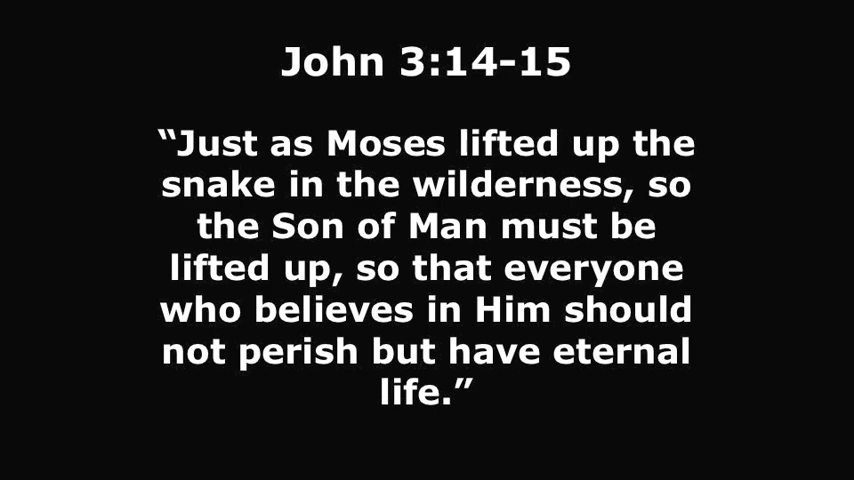 John 3:14-15
“Just as Moses lifted up the
snake in the wilderness, so
the Son of Man must be
lifted up, so that everyone
who believes in Him should
not perish but have eternal
life.”